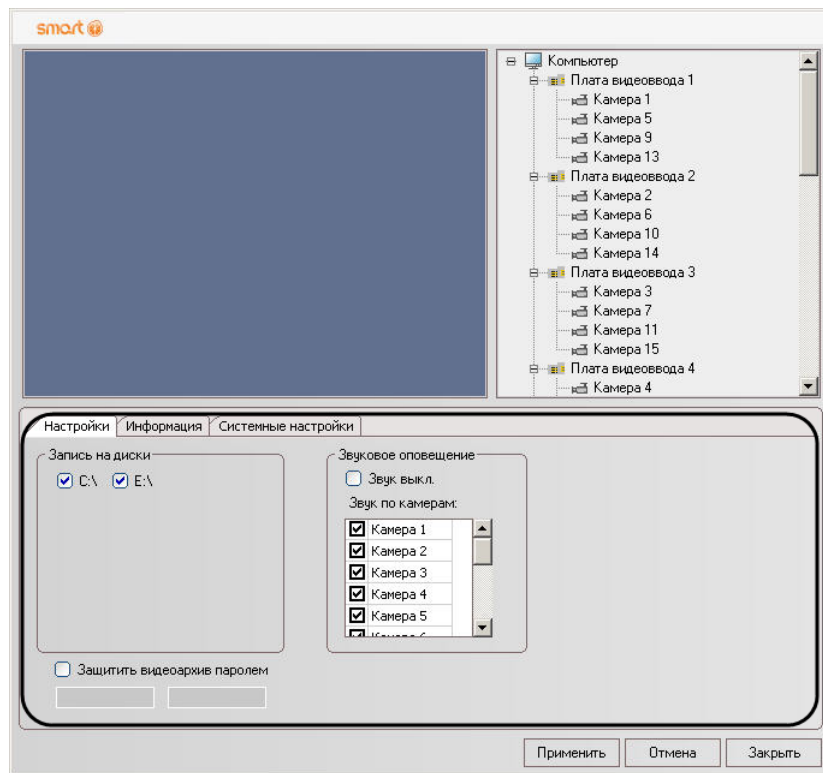 smart
Компьютер
Плата видеоввода 1
Камера 1
Камера 5
Камера 9
Камера 13
Плата видеоввода 2
Камера 2
Камера 6
Камера 10
Камера 14
Плата видеоввода 3
Камера 3
Камера 7
Камера 11
Камера 15
Плата видеоввода 4
Камера 4
Настройки Информация Системные настройки
Запись на диски
C:\ E:\
Звуковое оповещение
Звук выкл.
Звук по камерам:
Камера 1
Камера 2
Камера 3
Камера 4
Камера 5
Защитить видеоархив паролем
Применить Отмена Закрыть